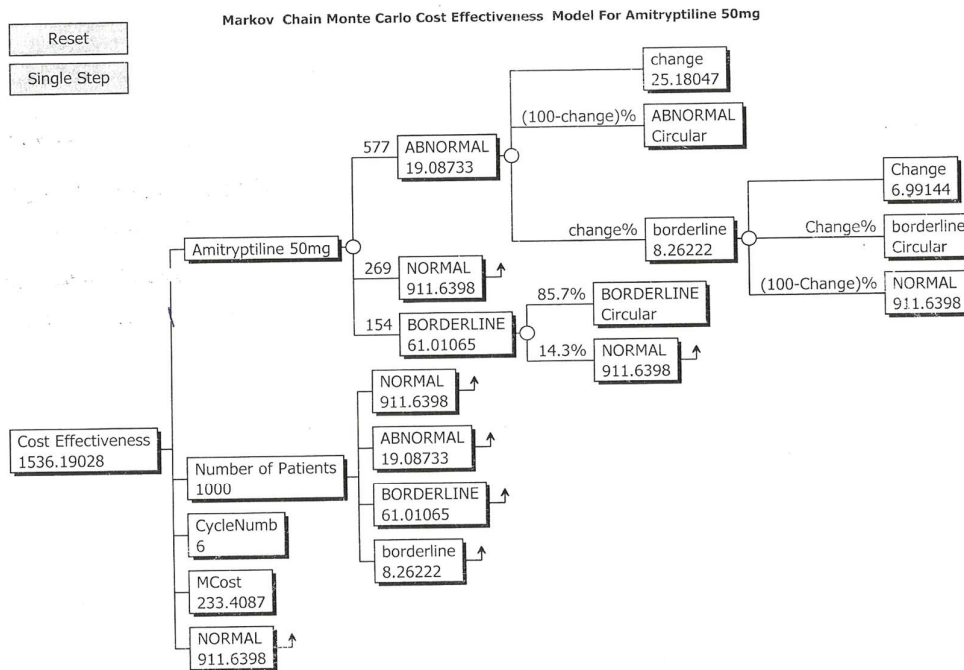 Markov Chain Monte Carlo Cost Effectiveness Model For Amitryptiline 50mg
Reset
Single Step
change
25.18047
(100-change)%
ABNORMAL
Circular
577
ABNORMAL
19.08733
Change
6.99144
change%
borderline
8.26222
Change%
borderline
Circular
Amitryptiline 50mg
269
NORMAL
911.6398
(100-Change)%
NORMAL
911.6398
85.7%
BORDERLINE
Circular
154
BORDERLINE
61.01065
14.3%
NORMAL
911.6398
NORMAL
911.6398
Cost Effectiveness
1536.19028
ABNORMAL
19.08733
Number of Patients
1000
BORDERLINE
61.01065
CycleNumb
6
borderline
8.26222
MCost
233.4087
NORMAL
911.6398